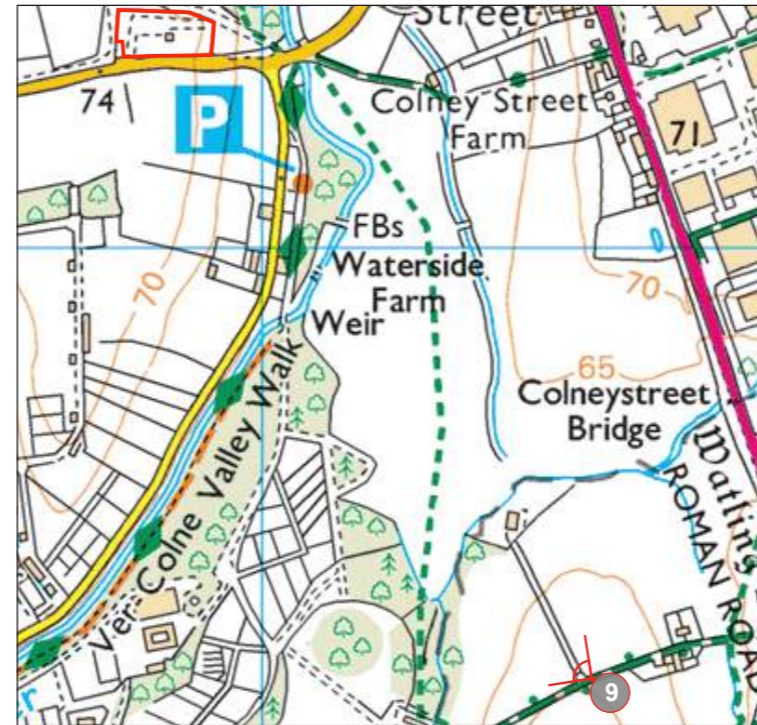 Street
74
P
Colney Street
Farm
71
FBs
Waterside
Farm
70
70
Weir
65
Colneystreet
Bridge
Ver Colne Valley Walk
Watling
ROMAN ROAD
9